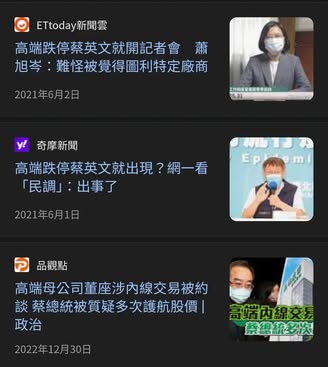 ETtoday新聞雲
高端跌停蔡英文就開記者會　蕭
旭岑：難怪被覺得圖利特定廠商
2021年6月2日
y!
奇摩新聞
高端跌停蔡英文就出現？網一看
「民調」：出事了
2021年6月1日
品觀點
高端母公司董座涉內線交易被約
談 蔡總統被質疑多次護航股價 |
政治
高端內線交易
蔡總統多次
2022年12月30日